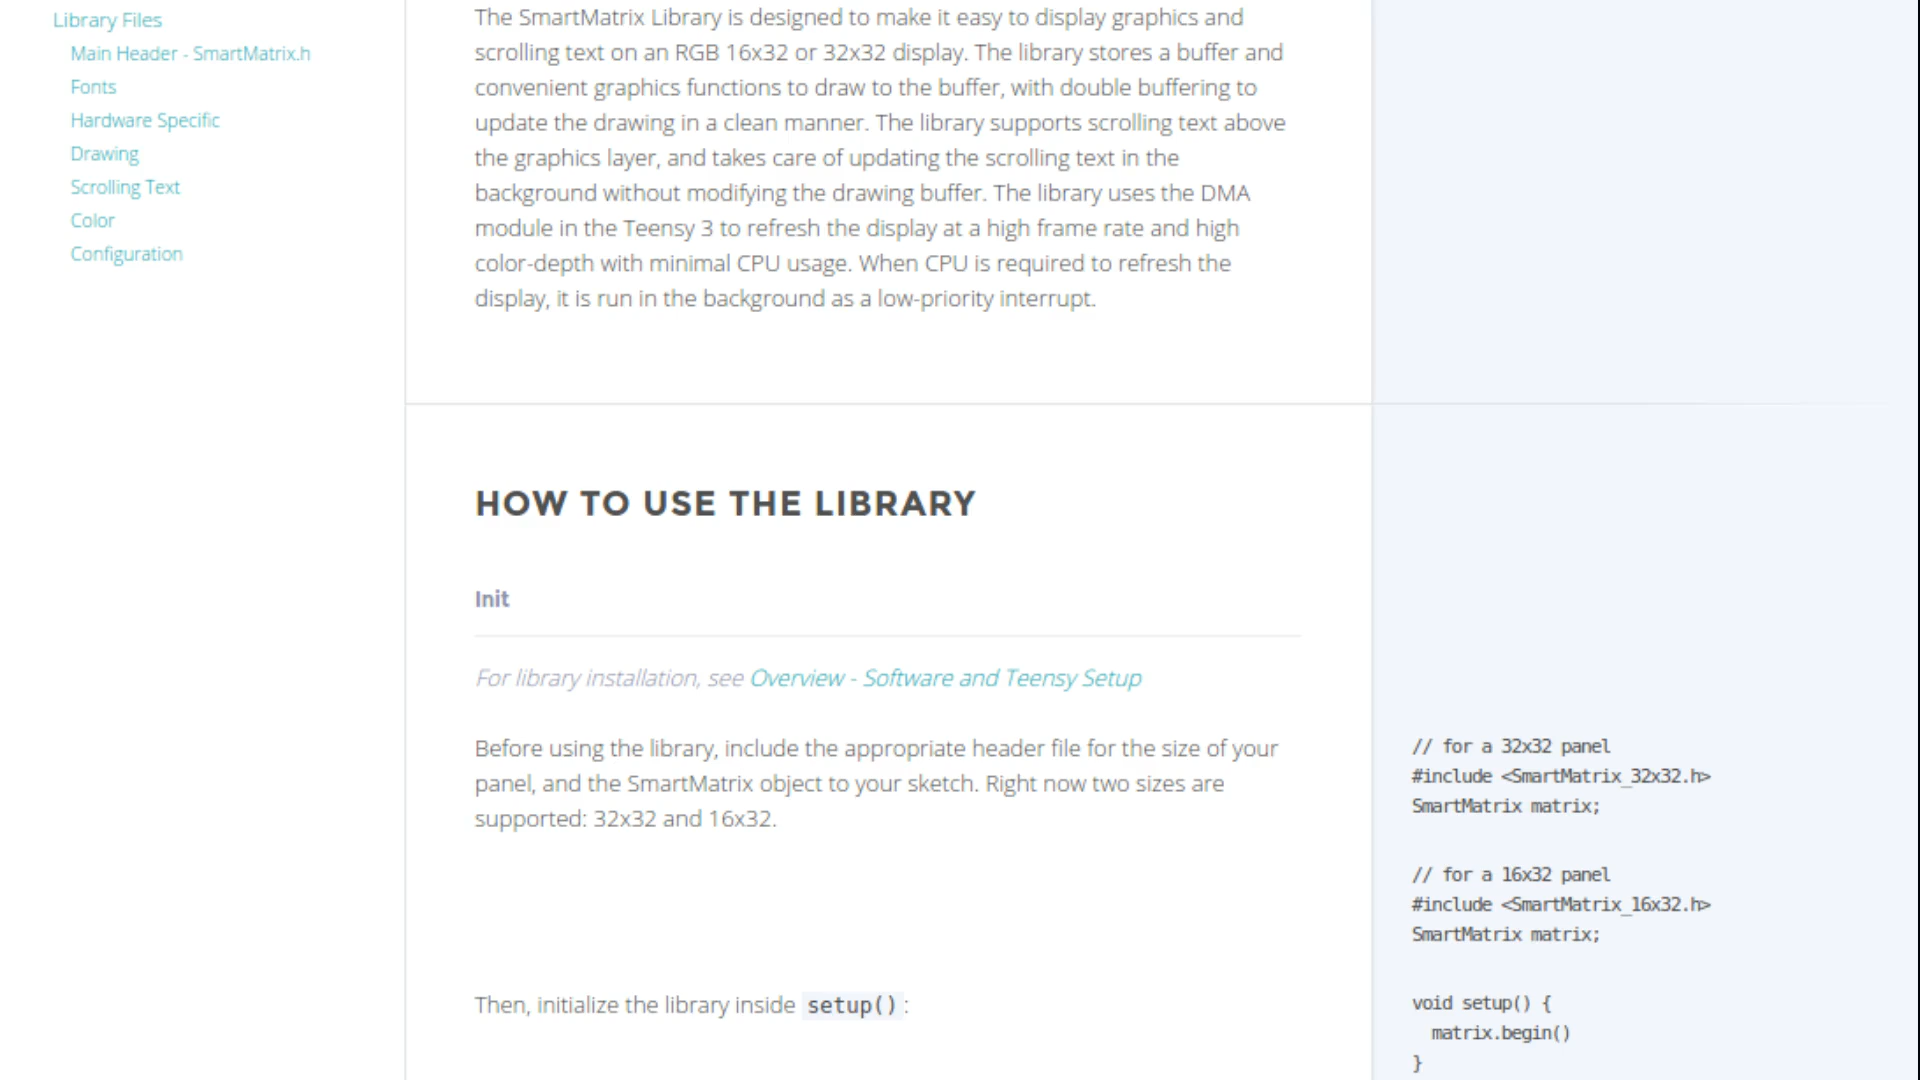 Library Files
Main Header - SmartMatrix.h
Fonts
Hardware Specific
Drawing
Scrolling Text
Color
Configuration
The SmartMatrix Library is designed to make it easy to display graphics and
scrolling text on an RGB 16x32 or 32x32 display. The library stores a buffer and
convenient graphics functions to draw to the buffer, with double buffering to
update the drawing in a clean manner. The library supports scrolling text above
the graphics layer, and takes care of updating the scrolling text in the
background without modifying the drawing buffer. The library uses the DMA
module in the Teensy 3 to refresh the display at a high frame rate and high
color-depth with minimal CPU usage. When CPU is required to refresh the
display, it is run in the background as a low-priority interrupt.
HOW TO USE THE LIBRARY
Init
For library installation, see Overview - Software and Teensy Setup
Before using the library, include the appropriate header file for the size of your
panel, and the SmartMatrix object to your sketch. Right now two sizes are
supported: 32x32 and 16x32.
Then, initialize the library inside setup():
// for a 32x32 panel
#include <SmartMatrix_32x32.h>
SmartMatrix matrix;
// for a 16x32 panel
#include <SmartMatrix_16x32.h>
SmartMatrix matrix;
void setup() {
  matrix.begin()
}